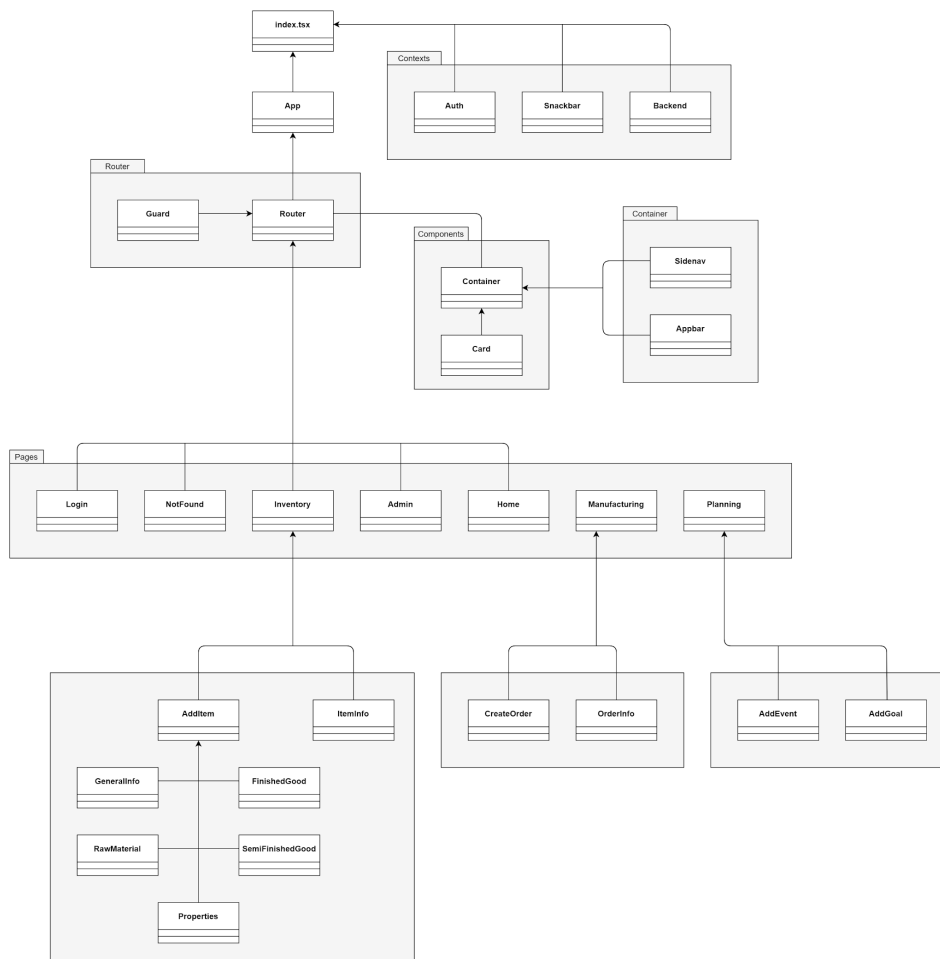 index.tsx
Contexts
App
Auth
Snackbar
Backend
Router
Guard
Router
Container
Components
Sidenav
Container
Appbar
Card
Pages
Login
NotFound
Inventory
Admin
Home
Manufacturing
Planning
AddItem
ItemInfo
CreateOrder
OrderInfo
AddEvent
AddGoal
GeneralInfo
FinishedGood
RawMaterial
SemiFinishedGood
Properties